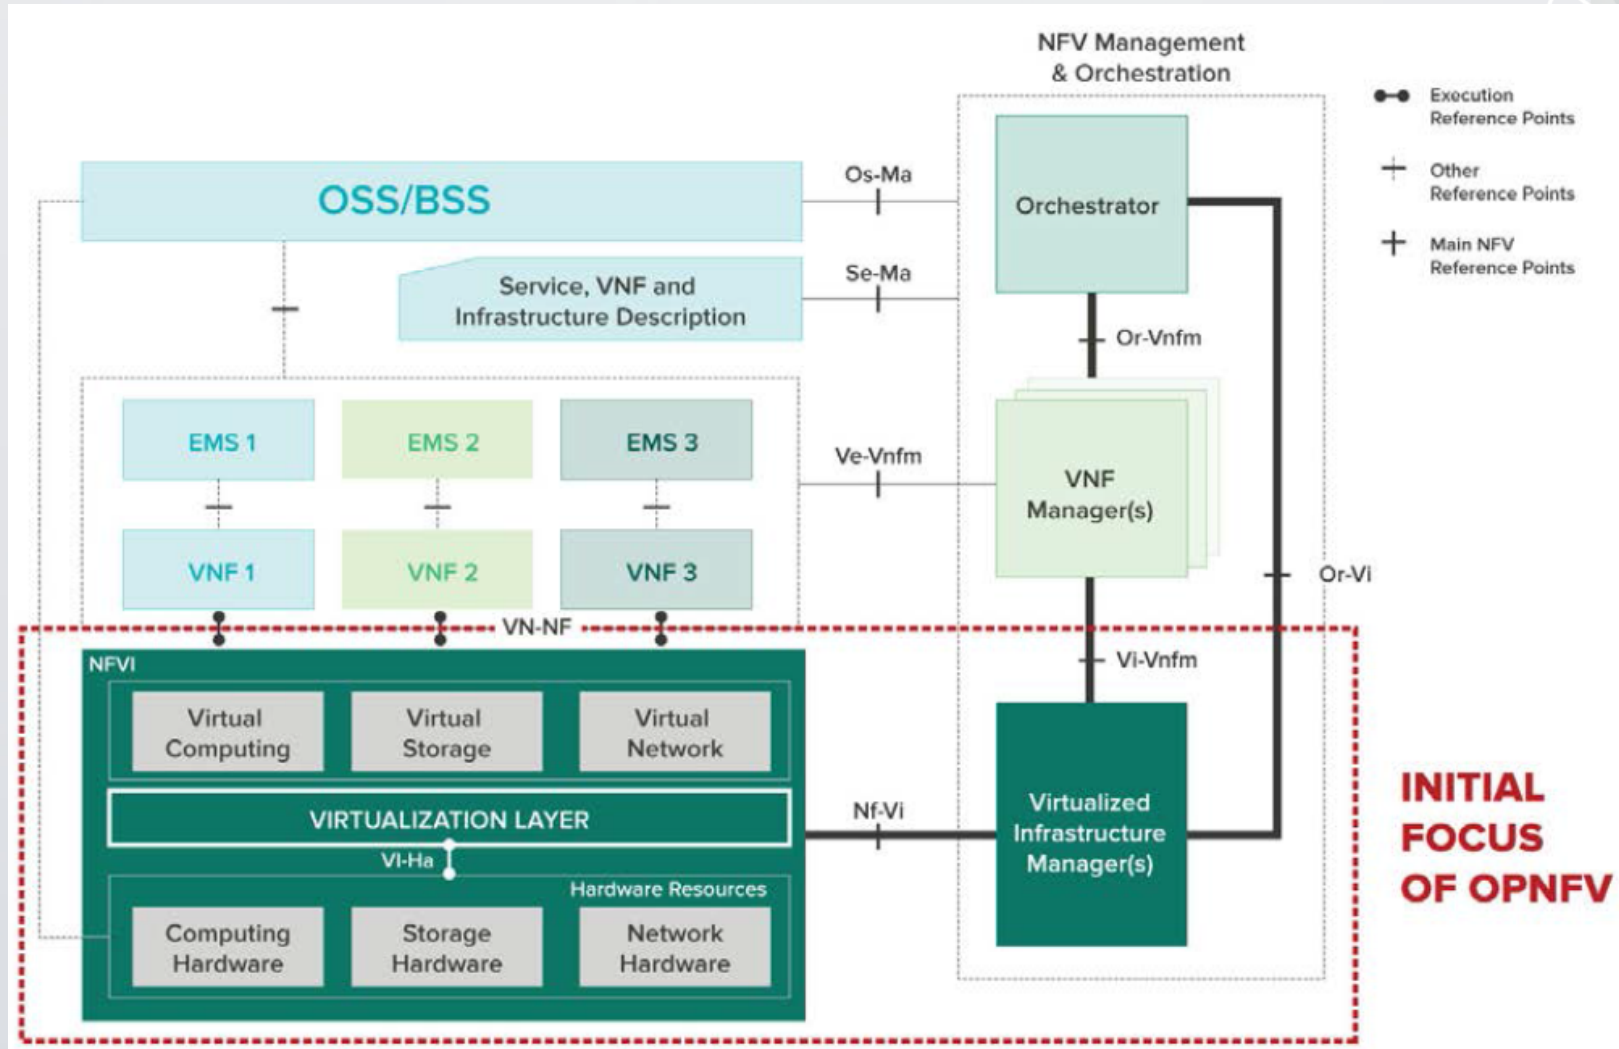 NFV Management
& Orchestration
Execution
Reference Points
Other
Reference Points
Main NFV
Reference Points
OSS/BSS
Os-Ma
Orchestrator
Service, VNF and
Infrastructure Description
Se-Ma
Or-Vnfm
EMS 1
EMS 2
EMS 3
Ve-Vnfm
VNF
Manager(s)
VNF 1
VNF 2
VNF 3
Or-Vi
VN-NF
NFVI
Vi-Vnfm
Virtual
Computing
Virtual
Storage
Virtual
Network
VIRTUALIZATION LAYER
Nf-Vi
Virtualized
Infrastructure
Manager(s)
VI-Ha
Hardware Resources
Computing
Hardware
Storage
Hardware
Network
Hardware
INITIAL
FOCUS
OF OPNFV